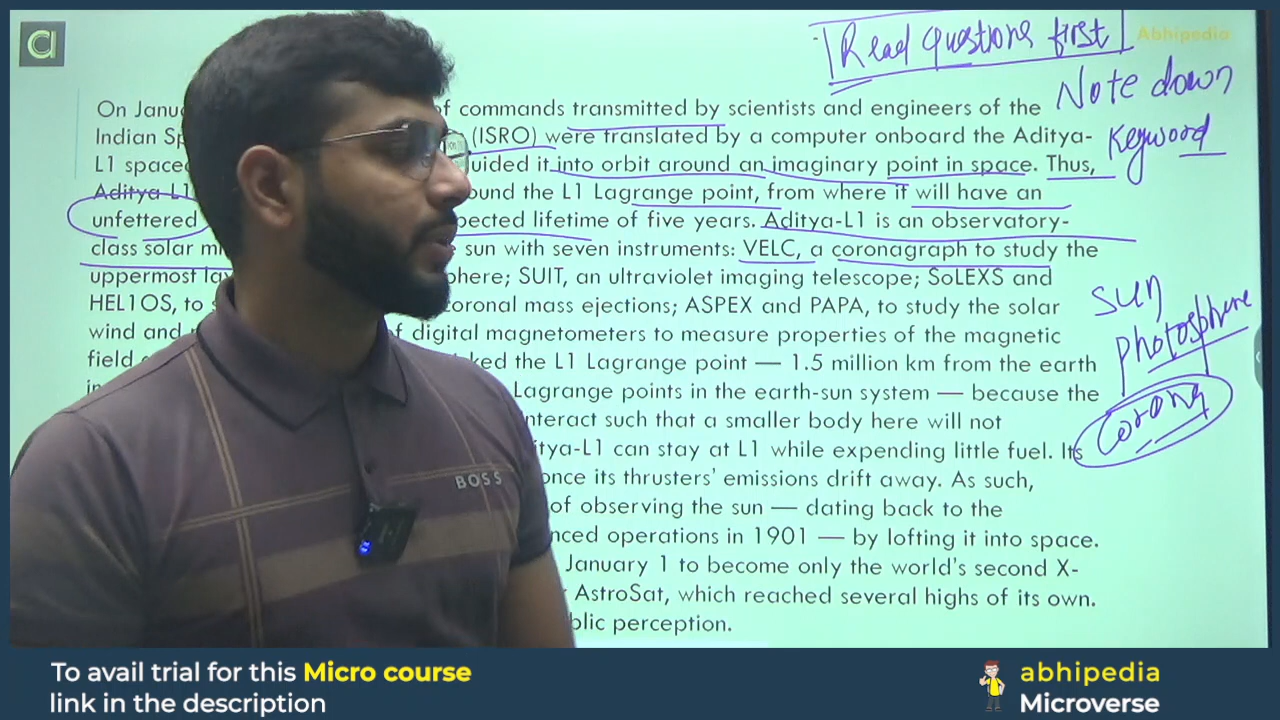 Read Questions first
Abhipedia
Note down
Keyword
On Janu f commands transmitted by scientists and engineers of the
Indian Sp (ISRO) were translated by a computer onboard the Aditya-
L1 space uided it into orbit around an imaginary point in space. Thus,
Aditya-L1 ound the L1 Lagrange point, from where it will have an
unfettered pected lifetime of five years. Aditya-L1 is an observatory-
class solar mi sun with seven instruments: VELC, a coronagraph to study the
uppermost lay phere; SUIT, an ultraviolet imaging telescope; SoLEXS and
HEL1OS, to s coronal mass ejections; ASPEX and PAPA, to study the solar
wind and f digital magnetometers to measure properties of the magnetic
field ked the L1 Lagrange point — 1.5 million km from the earth
in Lagrange points in the earth-sun system — because the
nteract such that a smaller body here will not
itya-L1 can stay at L1 while expending little fuel. Its
once its thrusters' emissions drift away. As such,
of observing the sun — dating back to the
nced operations in 1901 — by lofting it into space.
January 1 to become only the world's second X-
AstroSat, which reached several highs of its own.
blic perception.
sun
photosphere
corona
BOSS
To avail trial for this Micro course
link in the description
abhipedia
Microverse